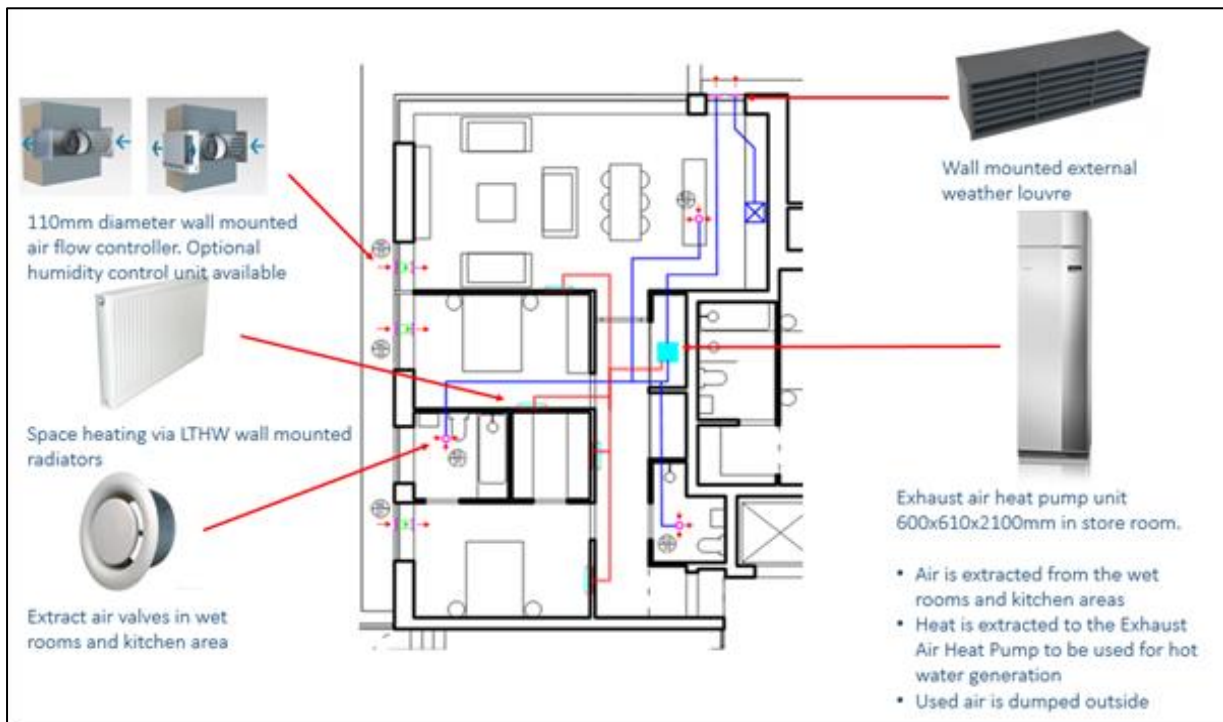 110mm diameter wall mounted
air flow controller. Optional
humidity control unit available
Space heating via LTHW wall mounted
radiators
Extract air valves in wet
rooms and kitchen area
Wall mounted external
weather louvre
Exhaust air heat pump unit
600x610x2100mm in store room.
• Air is extracted from the wet
rooms and kitchen areas
• Heat is extracted to the Exhaust
Air Heat Pump to be used for hot
water generation
• Used air is dumped outside